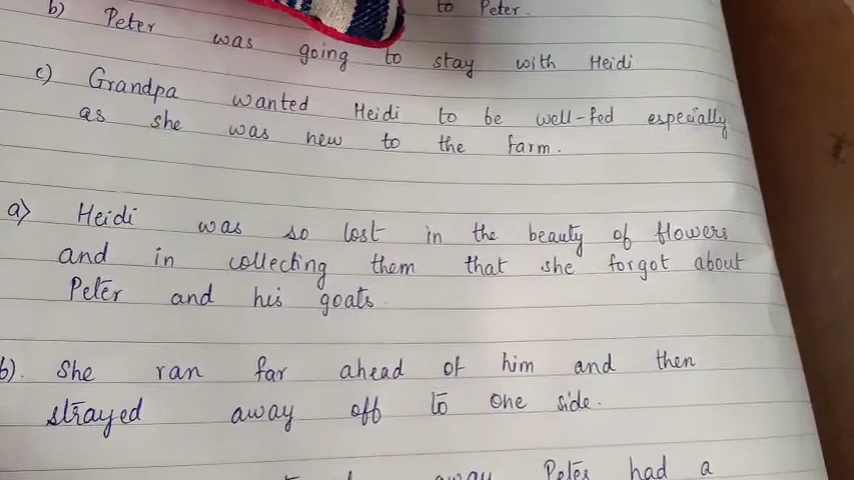 to Peter.
b) Peter was going to stay with Heidi
c) Grandpa wanted Heidi to be well-fed especially
as she was new to the farm.
a) Heidi was so lost in the beauty of flowers
and in collecting them that she forgot about
Peter and his goats
b). She ran far ahead of him and then
strayed away off to one side.
away Peter had a